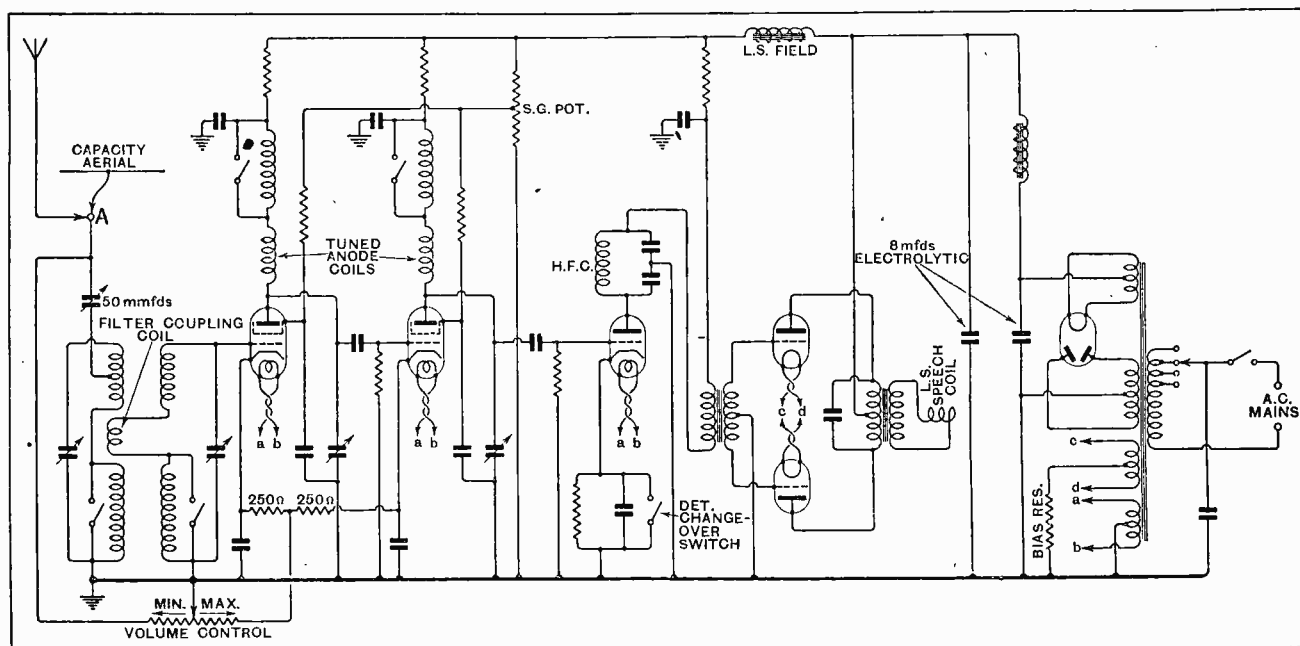 L.S. FIELD
S.G. POT.
CAPACITY
AERIAL
A
TUNED
ANODE
COILS
H.F.C.
8 mfds
ELECTROLYTIC
50 mmfds
FILTER COUPLING
COIL
L.S.
SPEECH
COIL
A.C.
MAINS
a b
a b
a b
c d
c
d
a
b
250Ω 250Ω
DET.
CHANGE-
OVER
SWITCH
BIAS RES.
MIN. MAX.
VOLUME CONTROL